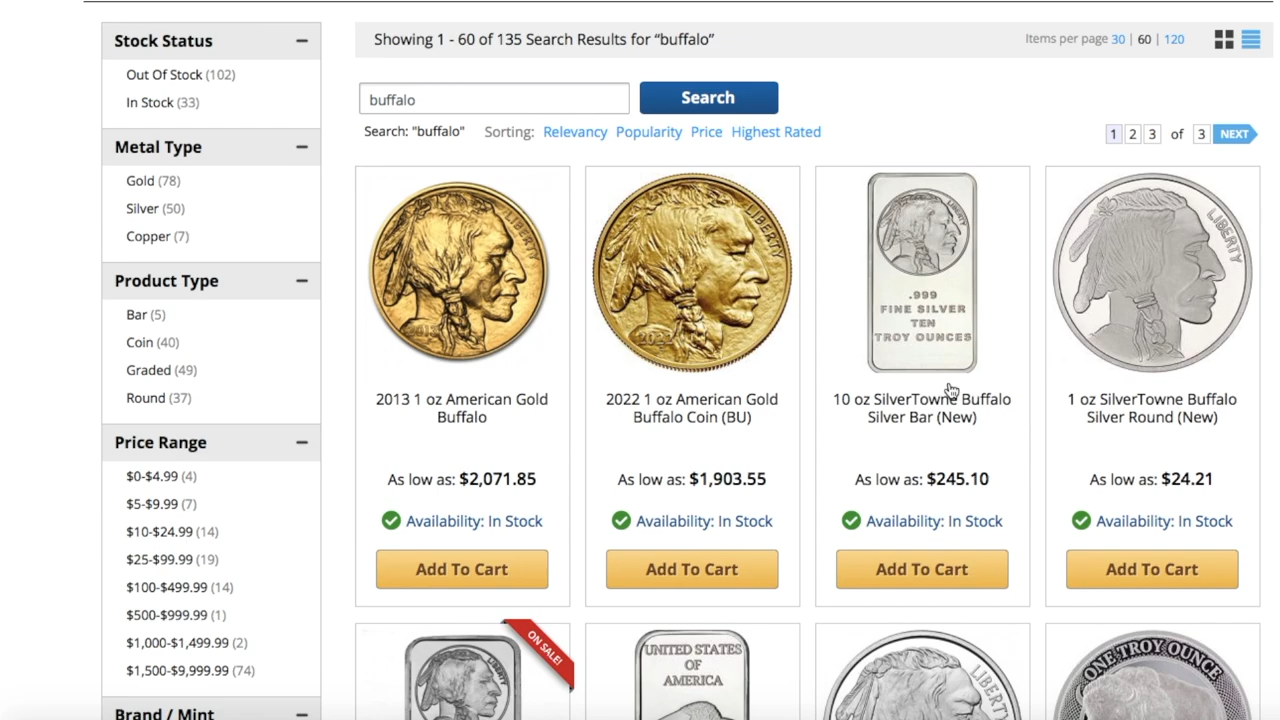 Stock Status
Out Of Stock (102)
In Stock (33)
Metal Type
Gold (78)
Silver (50)
Copper (7)
Product Type
Bar (5)
Coin (40)
Graded (49)
Round (37)
Price Range
$0-$4.99 (4)
$5-$9.99 (7)
$10-$24.99 (14)
$25-$99.99 (19)
$100-$499.99 (14)
$500-$999.99 (1)
$1,000-$1,499.99 (2)
$1,500-$9,999.99 (74)
Brand / Mint
Showing 1 - 60 of 135 Search Results for “buffalo”
Items per page 30 | 60 | 120
buffalo
Search
Search: "buffalo" Sorting: Relevancy Popularity Price Highest Rated
1 2 3 of 3 NEXT
LIBERTY
2013
2013 1 oz American Gold
Buffalo
As low as: $2,071.85
Availability: In Stock
Add To Cart
LIBERTY
2022
2022 1 oz American Gold
Buffalo Coin (BU)
As low as: $1,903.55
Availability: In Stock
Add To Cart
LIBERTY
.999
FINE SILVER
TEN
TROY OUNCES
10 oz SilverTowne Buffalo
Silver Bar (New)
As low as: $245.10
Availability: In Stock
Add To Cart
LIBERTY
1 oz SilverTowne Buffalo
Silver Round (New)
As low as: $24.21
Availability: In Stock
Add To Cart
ON SALE!
UNITED STATES
OF
AMERICA
LIBERTY
ONE TROY OUNCE